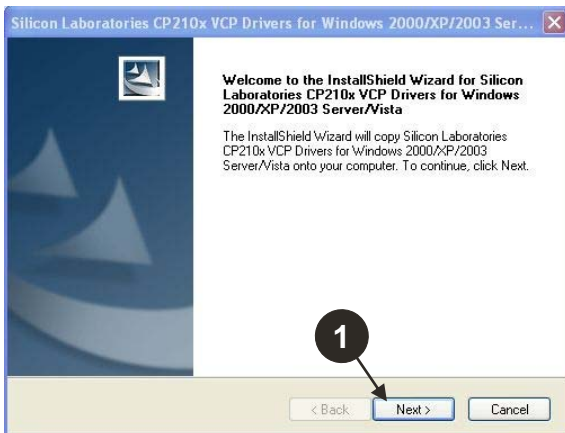 Silicon Laboratories CP210x VCP Drivers for Windows 2000/XP/2003 Ser...
Welcome to the InstallShield Wizard for Silicon
Laboratories CP210x VCP Drivers for Windows
2000/XP/2003 Server/Vista
The InstallShield Wizard will copy Silicon Laboratories
CP210x VCP Drivers for Windows 2000/XP/2003
Server/Vista onto your computer. To continue, click Next.
1
< Back
Next >
Cancel